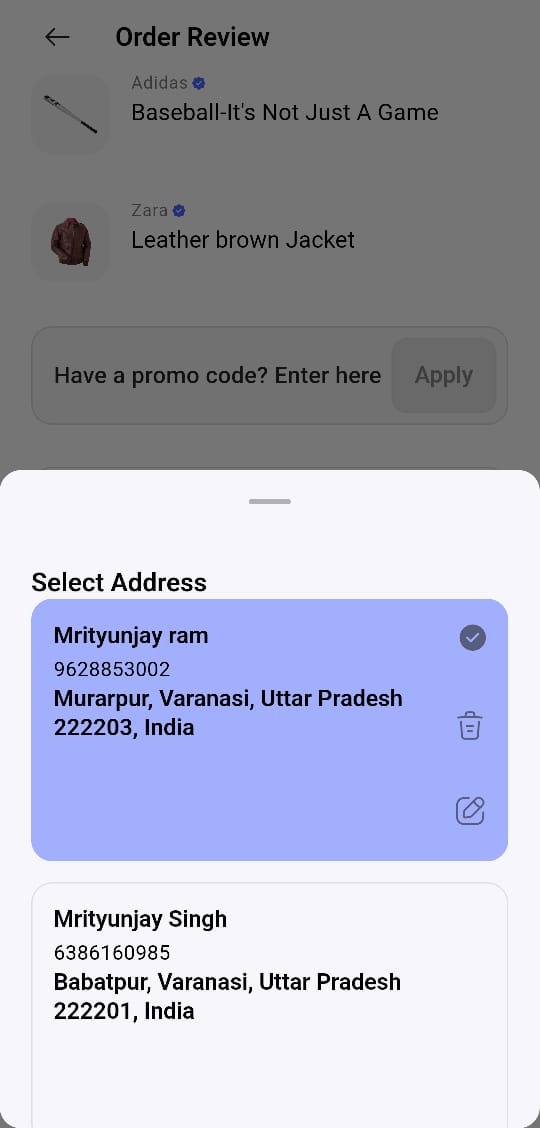 Order Review
Adidas
Baseball-It's Not Just A Game
Zara
Leather brown Jacket
Have a promo code? Enter here
Apply
Select Address
Mrityunjay ram
9628853002
Murarpur, Varanasi, Uttar Pradesh
222203, India
Mrityunjay Singh
6386160985
Babatpur, Varanasi, Uttar Pradesh
222201, India